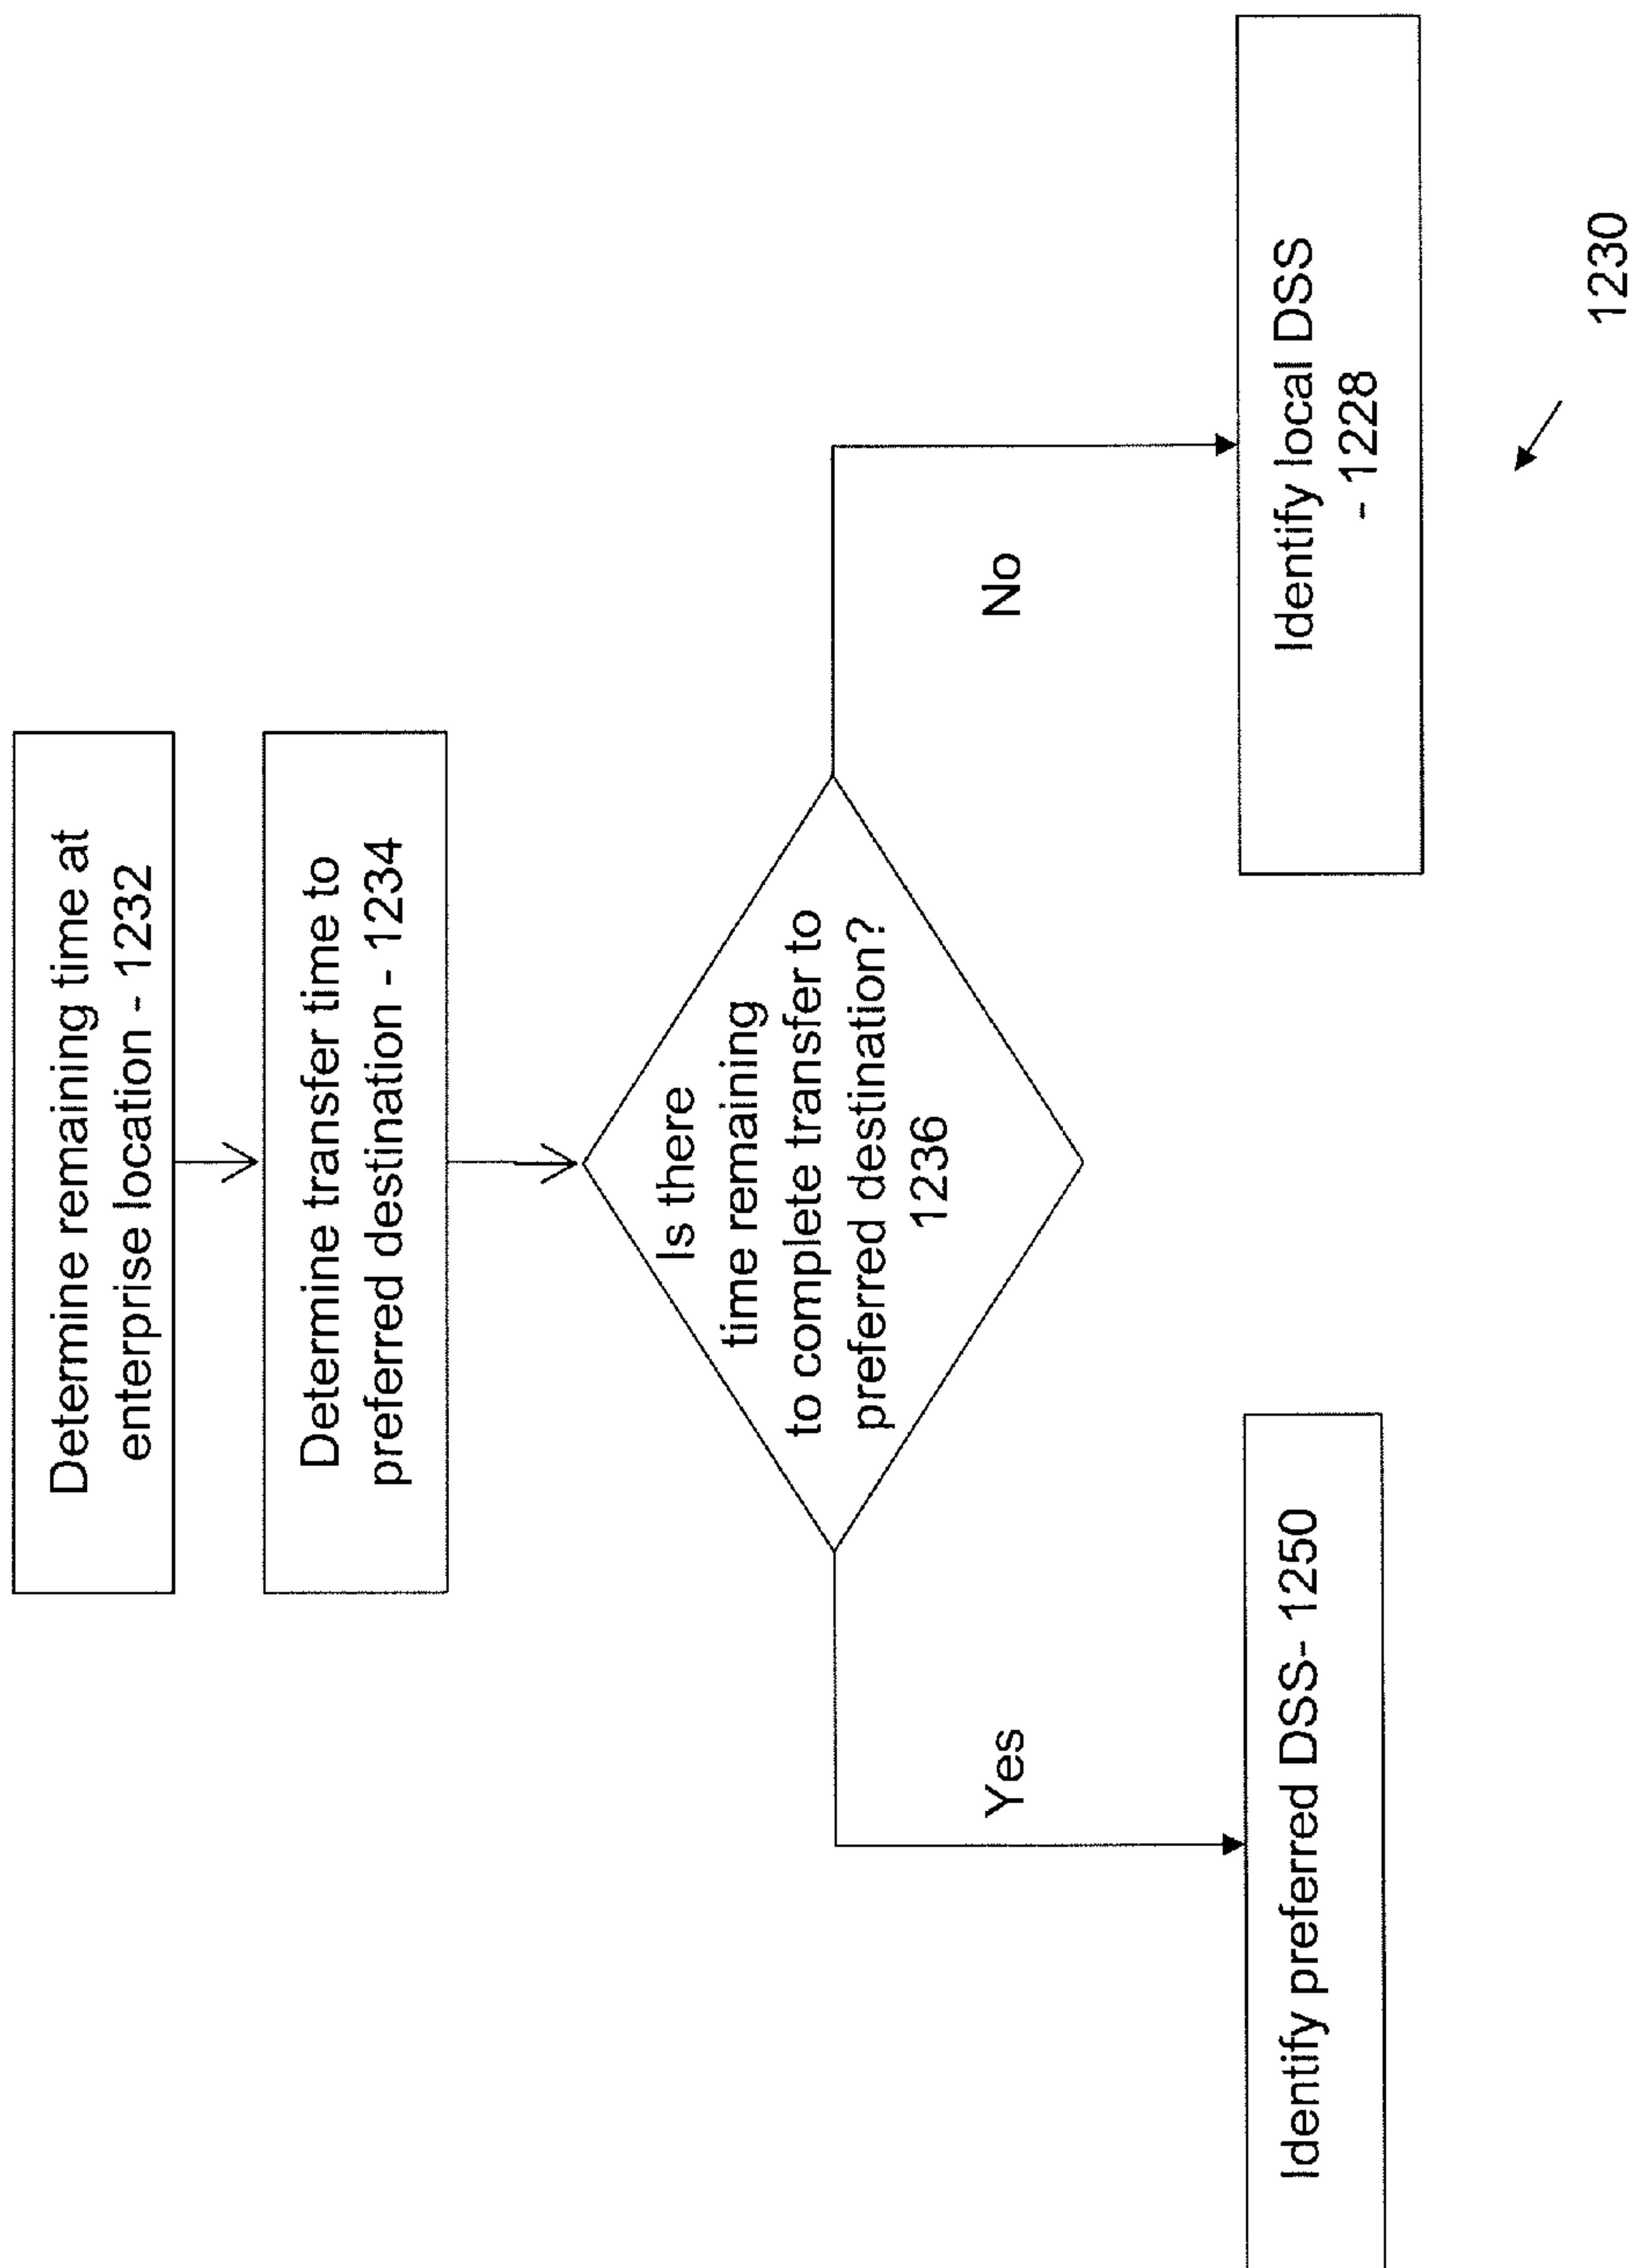 Determine remaining time at
enterprise location - 1232
Determine transfer time to
preferred destination - 1234
Is there
time remaining
to complete transfer to
preferred destination?
1236
Yes
No
Identify preferred DSS- 1250
Identify local DSS
- 1228
1230